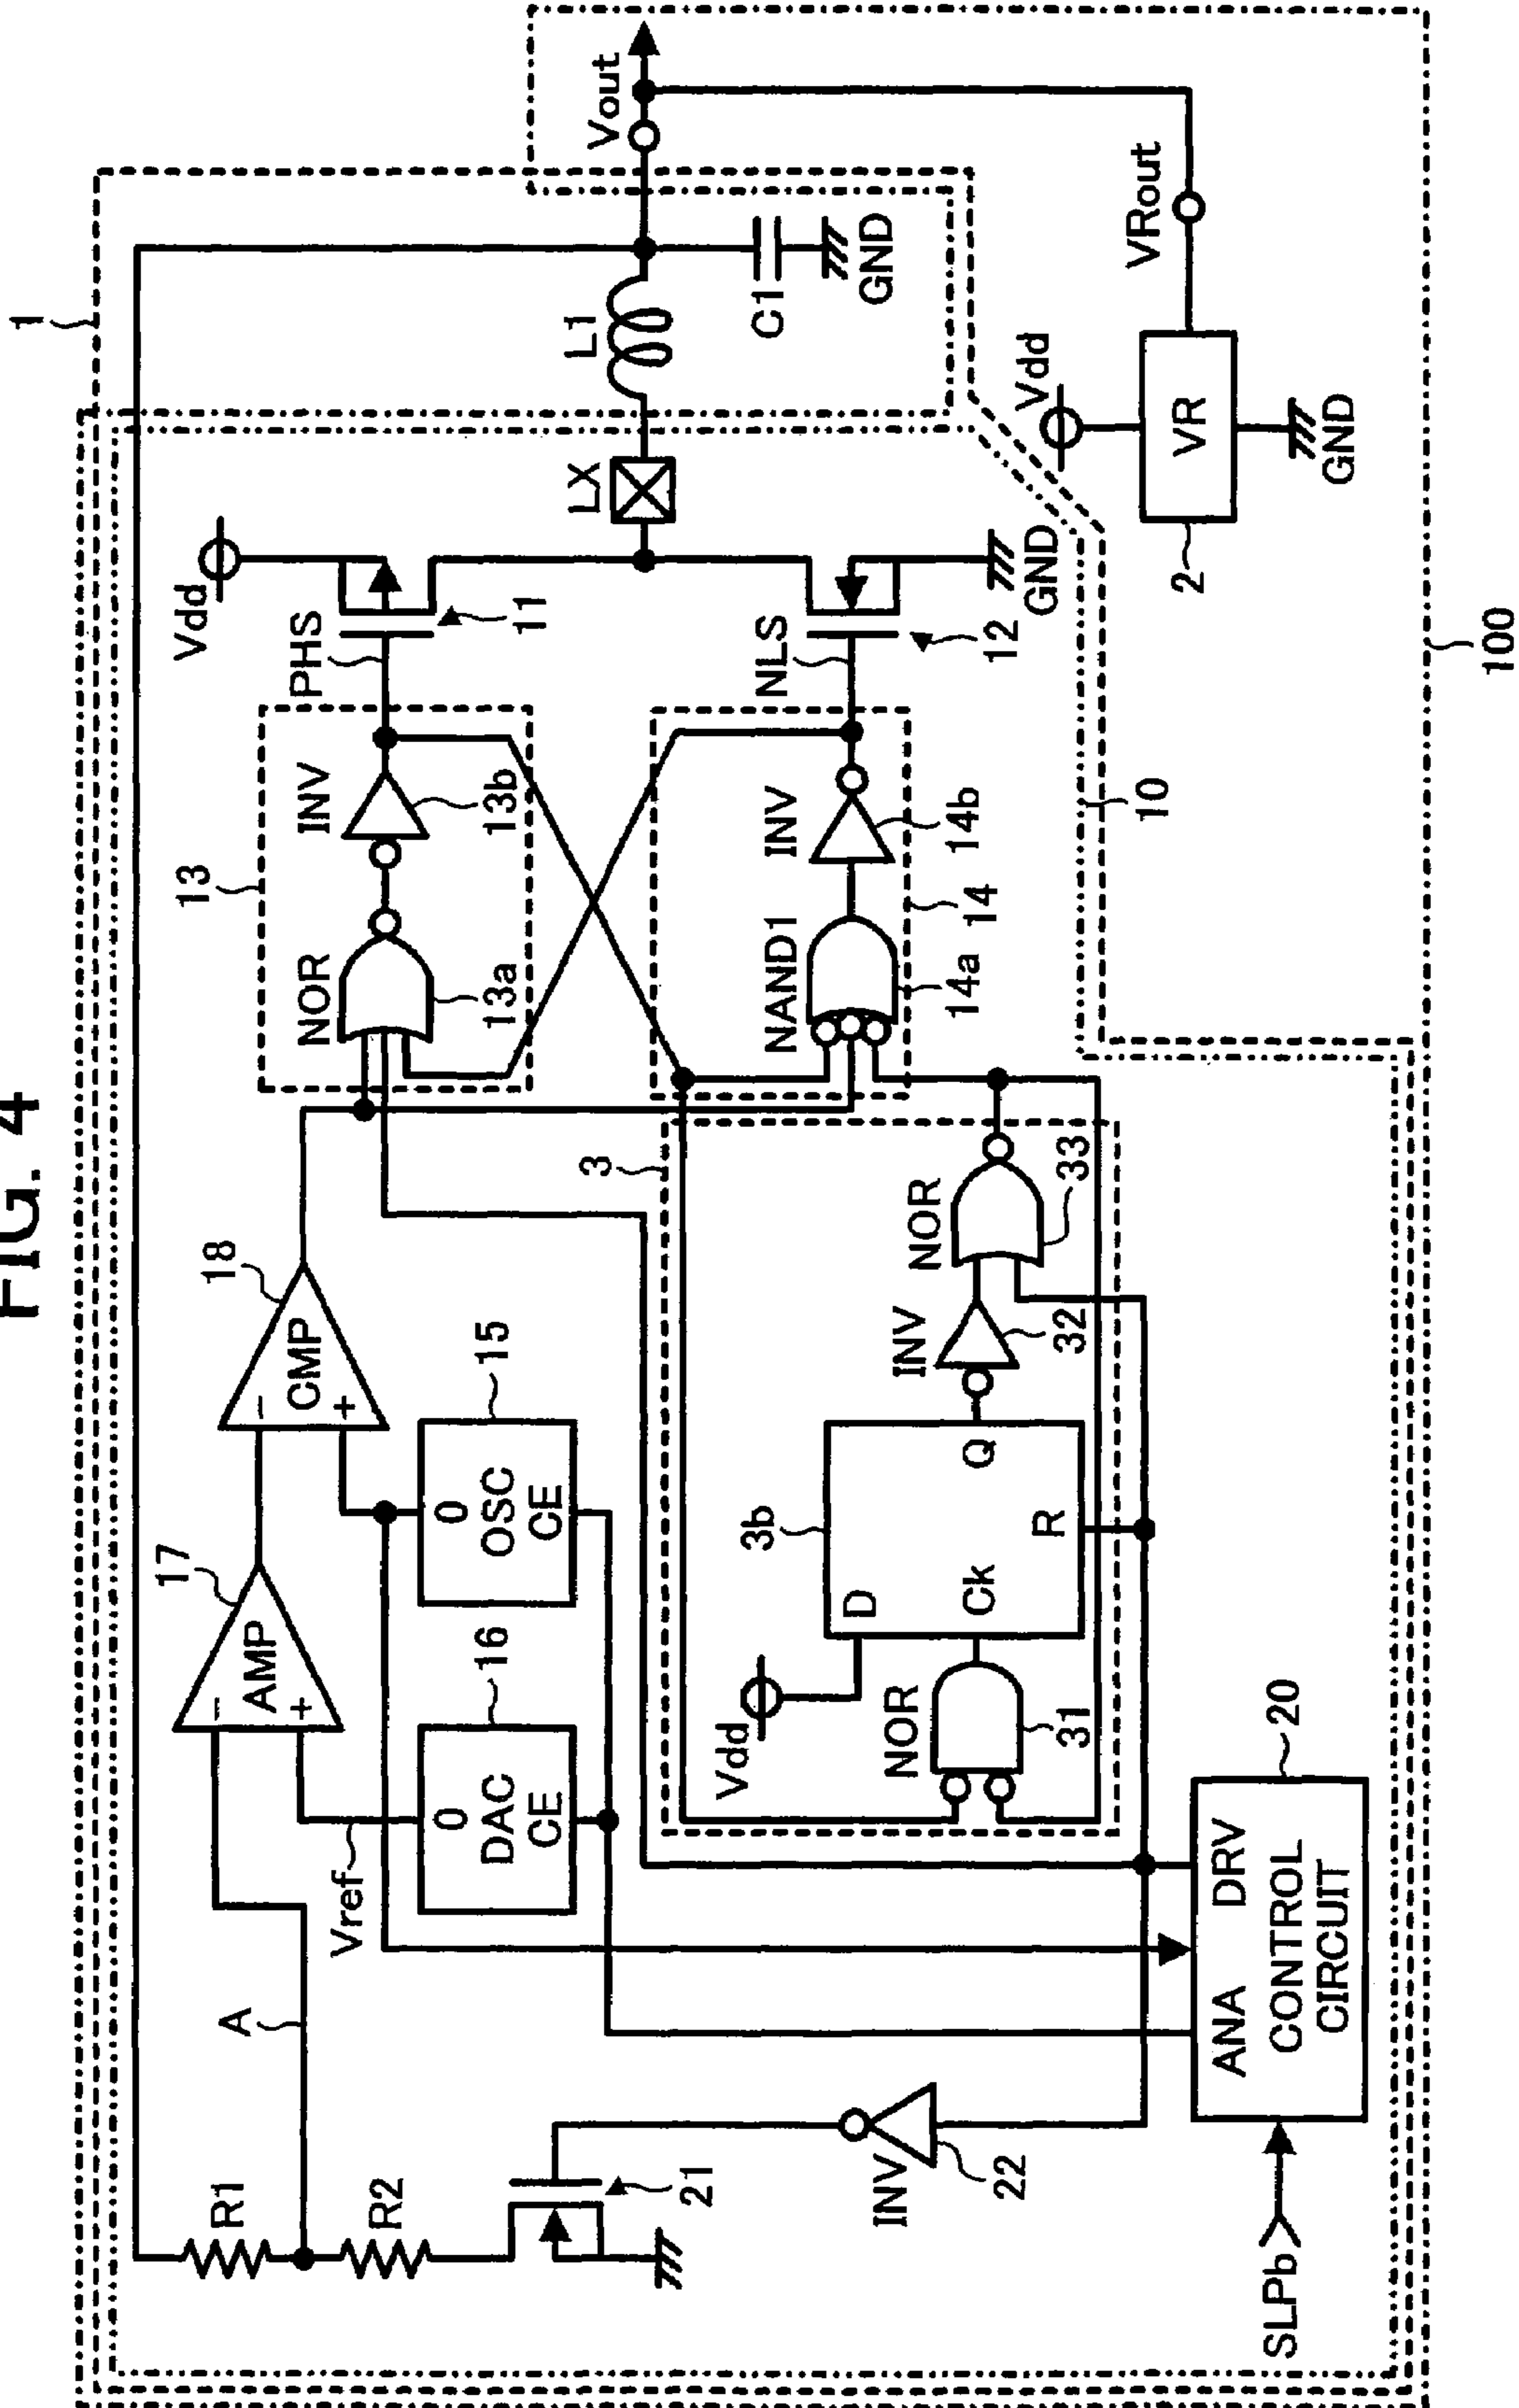 FIG. 4
1
Vout
L1
C1
GND
VRout
Vdd
VR
GND
2
100
LX
Vdd
PHS
11
NLS
12
GND
10
13
INV
13b
NOR
13a
INV
14b
14
NAND1
14a
18
CMP
−
+
17
AMP
−
+
15
0
OSC
CE
16
0
DAC
CE
Vref
A
3
NOR
33
INV
32
3b
D
Q
Ck
R
Vdd
NOR
31
20
ANA DRV
CONTROL
CIRCUIT
R1
R2
21
INV
22
SLPb